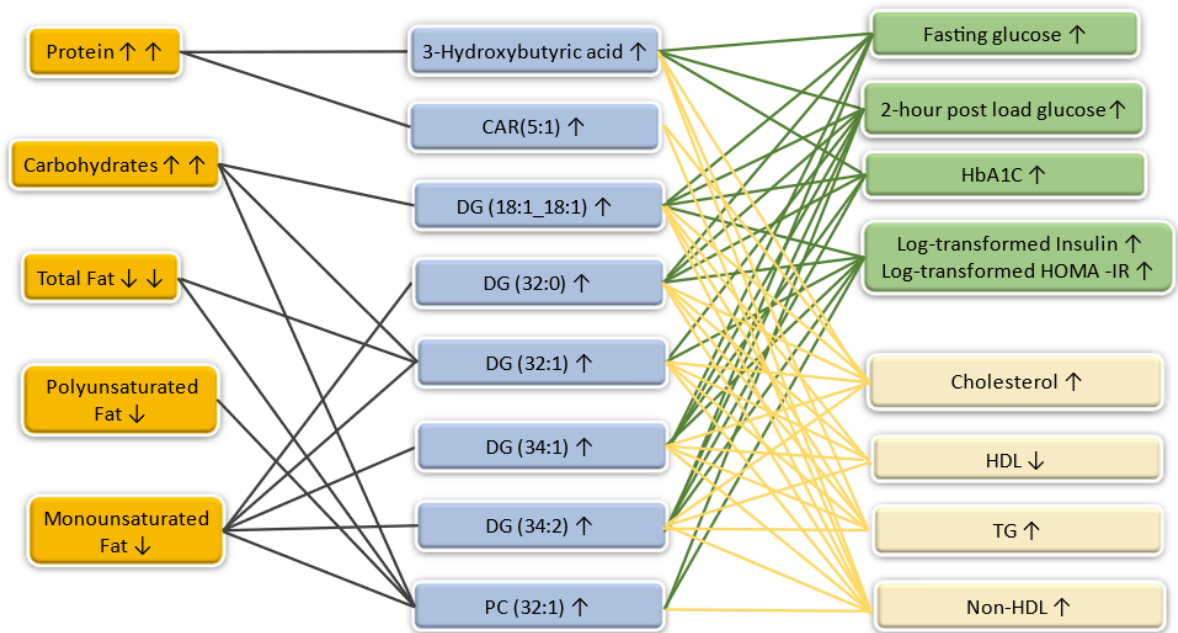 Protein ↑ ↑
Carbohydrates ↑ ↑
Total Fat ↓ ↓
Polyunsaturated
Fat ↓
Monounsaturated
Fat ↓
3-Hydroxybutyric acid ↑
CAR(5:1) ↑
DG (18:1_18:1) ↑
DG (32:0) ↑
DG (32:1) ↑
DG (34:1) ↑
DG (34:2) ↑
PC (32:1) ↑
Fasting glucose ↑
2-hour post load glucose ↑
HbA1C ↑
Log-transformed Insulin ↑
Log-transformed HOMA -IR ↑
Cholesterol ↑
HDL ↓
TG ↑
Non-HDL ↑